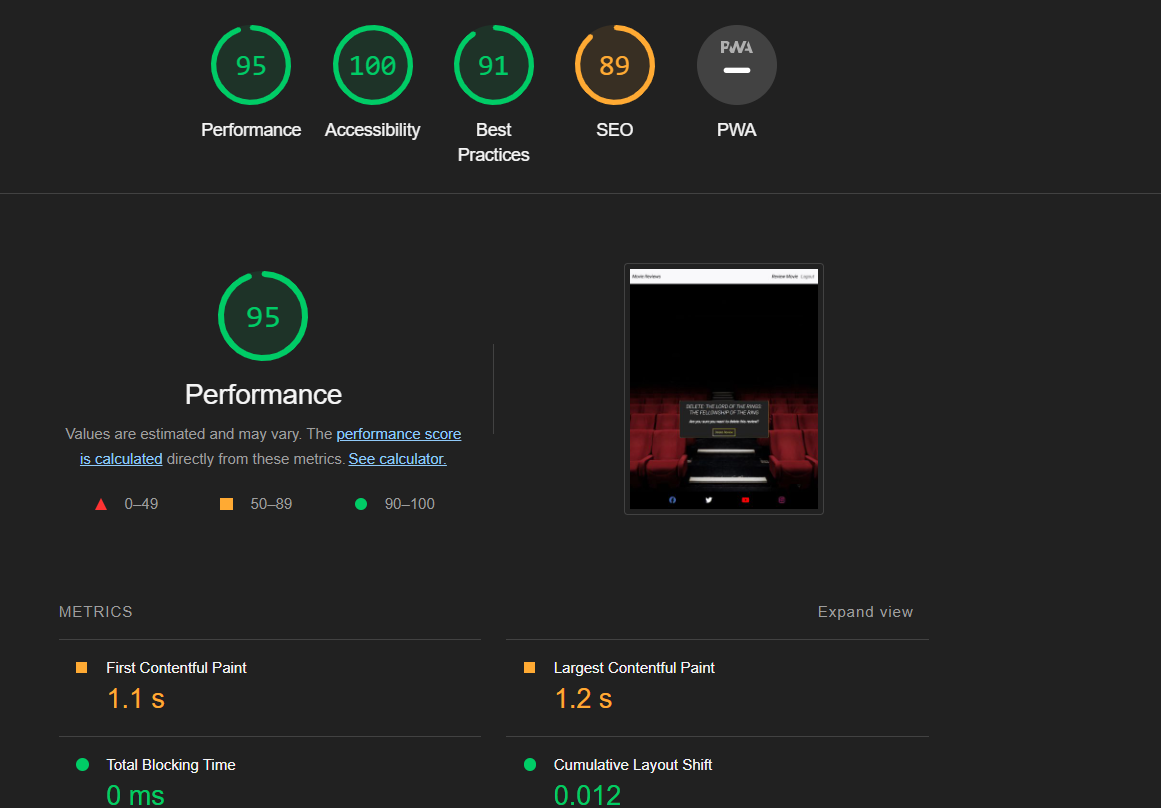 95 100 91 89 PWA
Performance Accessibility Best Practices SEO PWA
95
Performance
Values are estimated and may vary. The performance score
is calculated directly from these metrics. See calculator.
0–49 50–89 90–100
Movie Reviews Review Movie Logout
DELETE: THE LORD OF THE RINGS:
THE FELLOWSHIP OF THE RING
Are you sure you want to delete this review?
METRICS Expand view
First Contentful Paint
1.1 s
Largest Contentful Paint
1.2 s
Total Blocking Time
0 ms
Cumulative Layout Shift
0.012